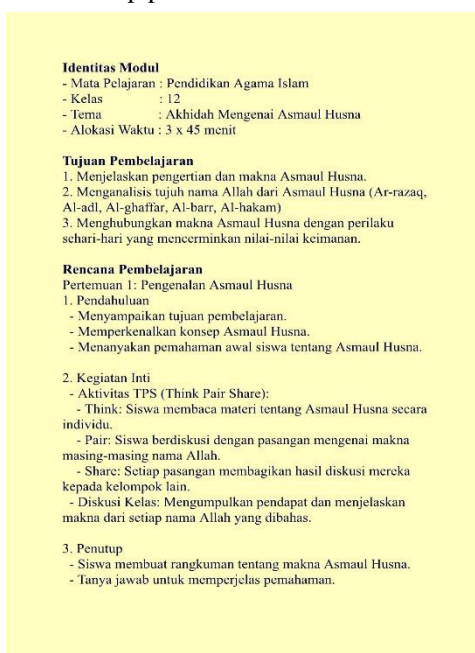 Identitas Modul
- Mata Pelajaran : Pendidikan Agama Islam
- Kelas : 12
- Tema : Akhidah Mengenai Asmaul Husna
- Alokasi Waktu : 3 x 45 menit
Tujuan Pembelajaran
1. Menjelaskan pengertian dan makna Asmaul Husna.
2. Menganalisis tujuh nama Allah dari Asmaul Husna (Ar-razaq,
Al-adl, Al-ghaffar, Al-barr, Al-hakam)
3. Menghubungkan makna Asmaul Husna dengan perilaku
sehari-hari yang mencerminkan nilai-nilai keimanan.
Rencana Pembelajaran
Pertemuan 1: Pengenalan Asmaul Husna
1. Pendahuluan
- Menyampaikan tujuan pembelajaran.
- Memperkenalkan konsep Asmaul Husna.
- Menanyakan pemahaman awal siswa tentang Asmaul Husna.
2. Kegiatan Inti
- Aktivitas TPS (Think Pair Share):
- Think: Siswa membaca materi tentang Asmaul Husna secara
individu.
- Pair: Siswa berdiskusi dengan pasangan mengenai makna
masing-masing nama Allah.
- Share: Setiap pasangan membagikan hasil diskusi mereka
kepada kelompok lain.
- Diskusi Kelas: Mengumpulkan pendapat dan menjelaskan
makna dari setiap nama Allah yang dibahas.
3. Penutup
- Siswa membuat rangkuman tentang makna Asmaul Husna.
- Tanya jawab untuk memperjelas pemahaman.